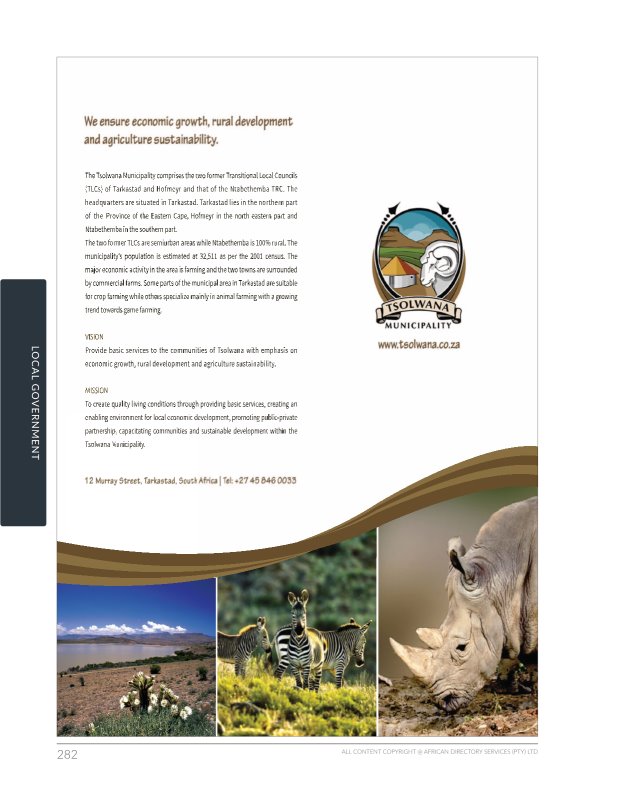 We ensure economic growth, rural development
and agriculture sustainability.
The Tsolwana Municipality comprises the two former Transitional Local Councils
(TLCs) of Tarkastad and Hofmeyr and that of the Ntabethemba TRC. The
headquarters are situated in Tarkastad. Tarkastad lies in the northern part
of the Province of the Eastern Cape, Hofmeyr in the north eastern part and
Ntabethemba in the southern part.
The two former TLCs are semiurban areas while Ntabethemba is 100% rural. The
municipality's population is estimated at 32,511 as per the 2001 census. The
major economic activity in the area is farming and the two towns are surrounded
by commercial farms. Some parts of the municipal area in Tarkastad are suitable
for crop farming while others specialize mainly in animal farming with a growing
trend towards game farming.
VISION
Provide basic services to the communities of Tsolwana with emphasis on
economic growth, rural development and agriculture sustainability.
MISSION
To create quality living conditions through providing basic services, creating an
enabling environment for local economic development, promoting public-private
partnership, capacitating communities and sustainable development within the
Tsolwana Municipality.
12 Murray Street, Tarkastad, South Africa | Tel: +27 45 846 0033
TSOLWANA
MUNICIPALITY
www.tsolwana.co.za
LOCAL GOVERNMENT
282
ALL CONTENT COPYRIGHT @ AFRICAN DIRECTORY SERVICES (PTY) LTD